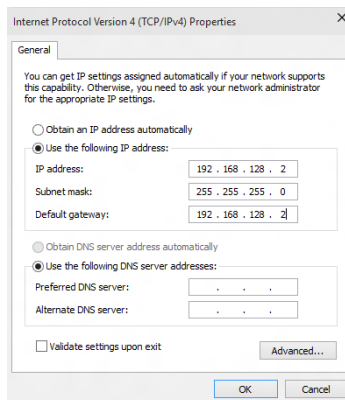 Internet Protocol Version 4 (TCP/IPv4) Properties
General
You can get IP settings assigned automatically if your network supports
this capability. Otherwise, you need to ask your network administrator
for the appropriate IP settings.
Obtain an IP address automatically
Use the following IP address:
IP address: 192 . 168 . 128 . 2
Subnet mask: 255 . 255 . 255 . 0
Default gateway: 192 . 168 . 128 . 2
Obtain DNS server address automatically
Use the following DNS server addresses:
Preferred DNS server: . . .
Alternate DNS server: . . .
Validate settings upon exit
Advanced...
OK Cancel